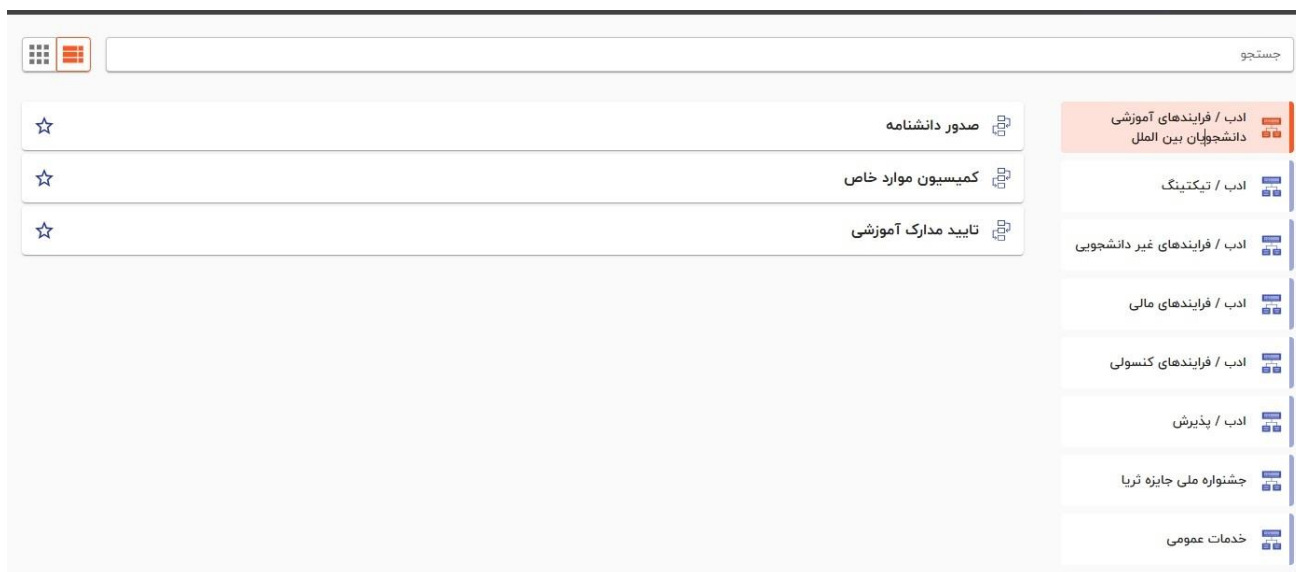 جستجو
ادب / فرایندهای آموزشی
دانشجویان بین الملل
ادب / تیکتینگ
ادب / فرایندهای غیر دانشجویی
ادب / فرایندهای مالی
ادب / فرایندهای کنسولی
ادب / پذیرش
جشنواره ملی جایزه ثریا
خدمات عمومی
صدور دانشنامه
کمیسیون موارد خاص
تایید مدارک آموزشی